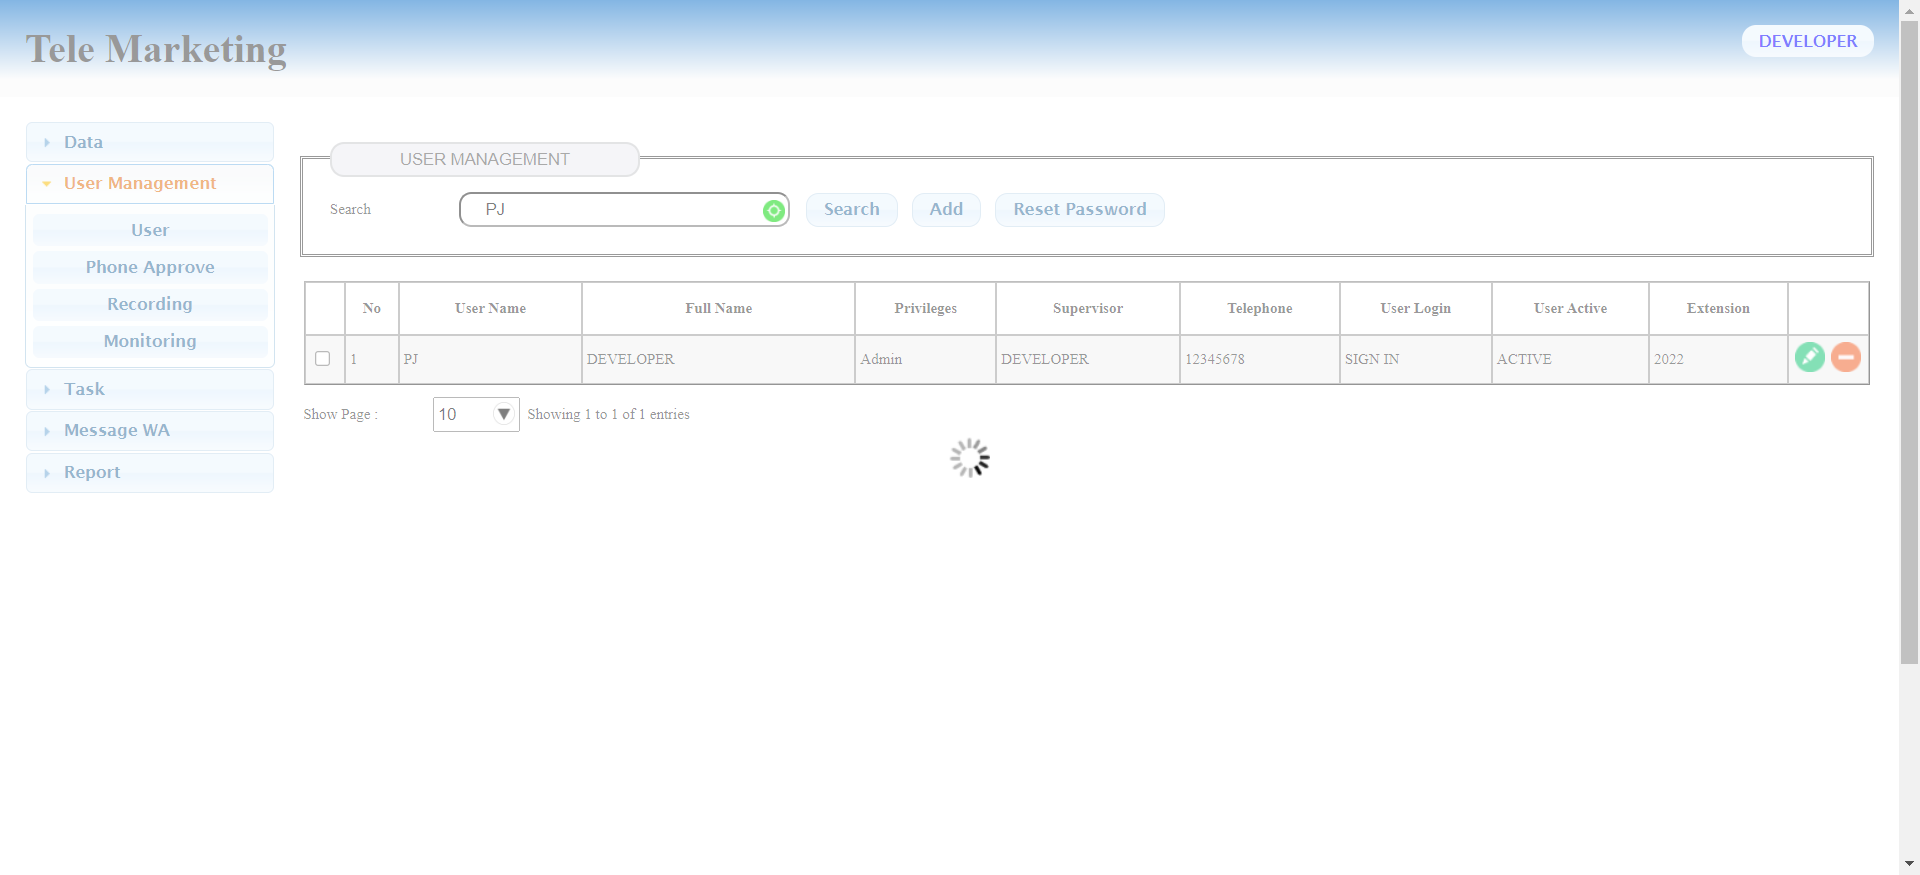 Tele Marketing
DEVELOPER
Data
User Management
User
Phone Approve
Recording
Monitoring
Task
Message WA
Report
USER MANAGEMENT
Search PJ Search Add Reset Password
No User Name Full Name Privileges Supervisor Telephone User Login User Active Extension
1 PJ DEVELOPER Admin DEVELOPER 12345678 SIGN IN ACTIVE 2022
Show Page : 10 Showing 1 to 1 of 1 entries